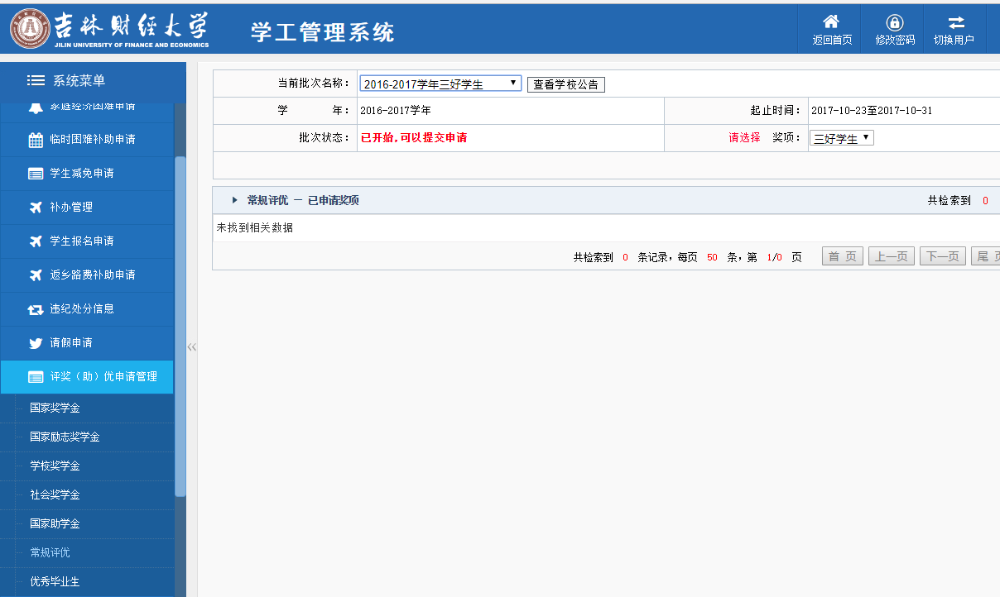 吉林财经大学
JILIN UNIVERSITY OF FINANCE AND ECONOMICS
学工管理系统
返回首页 修改密码 切换用户
系统菜单
家庭经济困难申请
临时困难补助申请
学生减免申请
补办管理
学生报名申请
返乡路费补助申请
违纪处分信息
请假申请
评奖（助）优申请管理
国家奖学金
国家励志奖学金
学校奖学金
社会奖学金
国家助学金
常规评优
优秀毕业生
«
当前批次名称： 2016-2017学年三好学生 查看学校公告
学 年： 2016-2017学年 起止时间： 2017-10-23至2017-10-31
批次状态： 已开始,可以提交申请 请选择 奖项： 三好学生
常规评优 — 已申请奖项 共检索到 0
未找到相关数据
共检索到 0 条记录，每页 50 条，第 1/0 页 首 页 上一页 下一页 尾 页